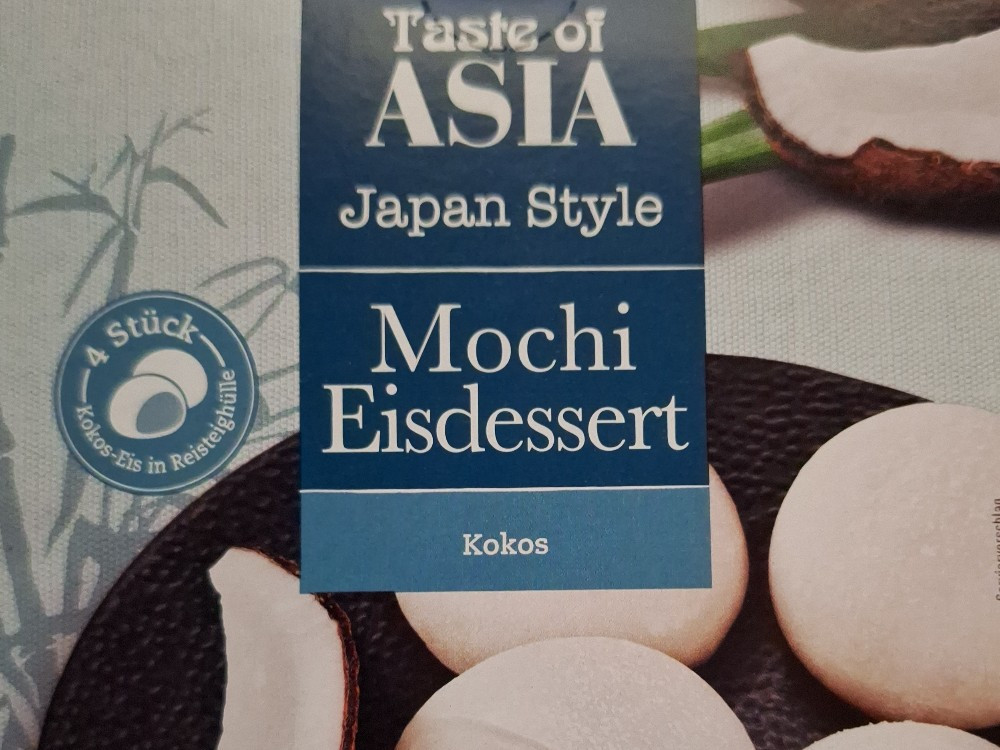 Taste of
ASIA
Japan Style
Mochi
Eisdessert
Kokos
4 Stück
Kokos-Eis in Reisteighülle